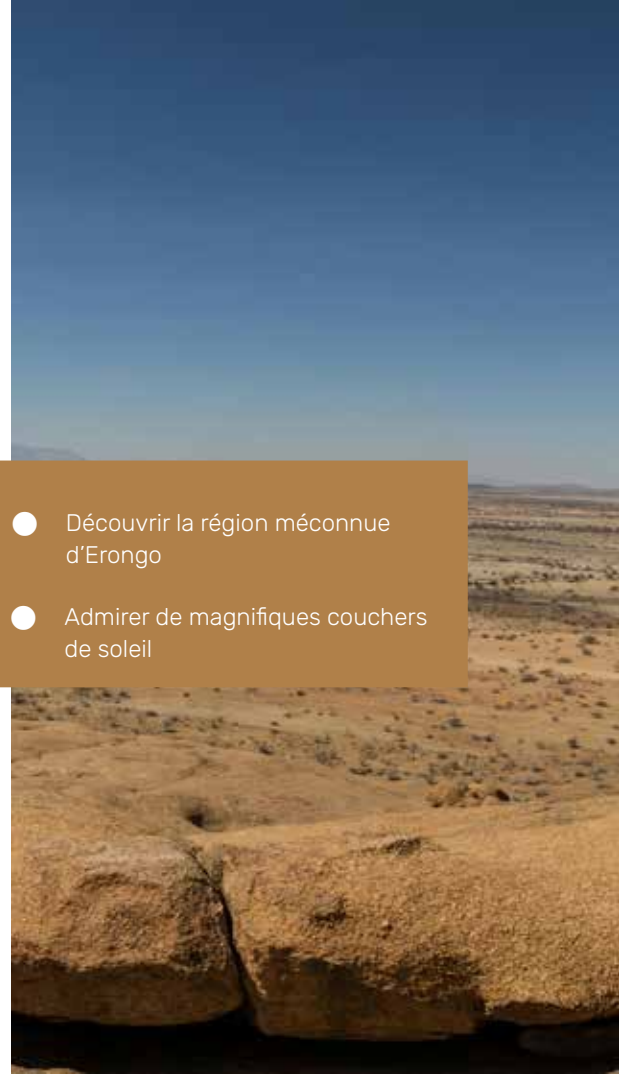 Découvrir la région méconnue
d’Erongo
Admirer de magnifiques couchers
de soleil